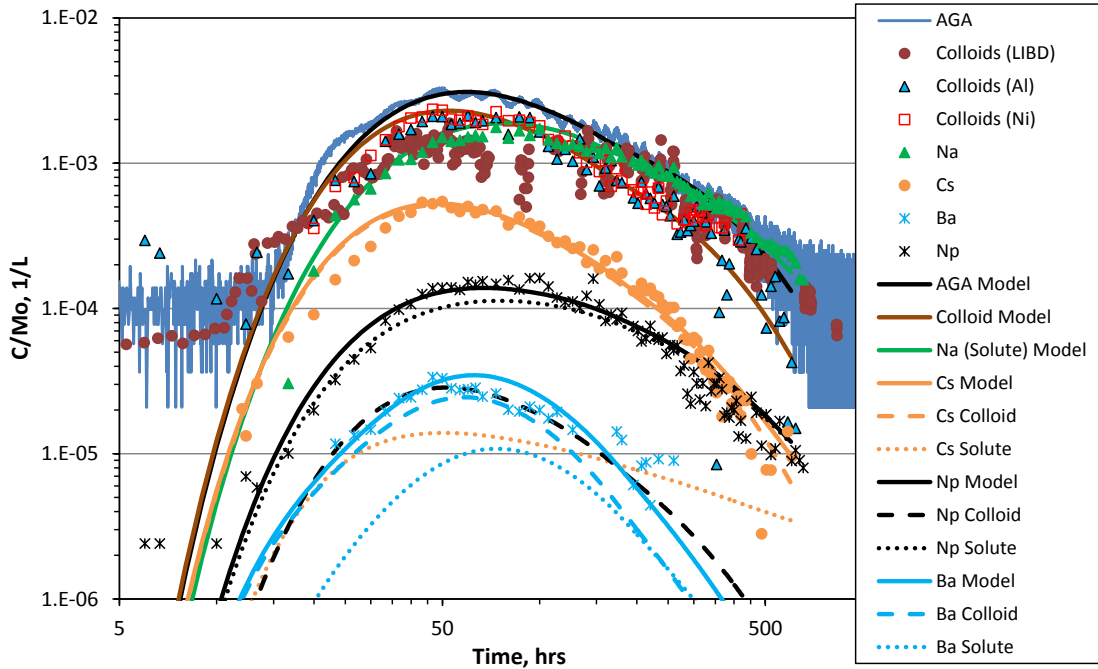 1.E-02
1.E-03
1.E-04
1.E-05
1.E-06
C/Mo, 1/L
5
50
500
Time, hrs
AGA
Colloids (LIBD)
Colloids (Al)
Colloids (Ni)
Na
Cs
Ba
Np
AGA Model
Colloid Model
Na (Solute) Model
Cs Model
Cs Colloid
Cs Solute
Np Model
Np Colloid
Np Solute
Ba Model
Ba Colloid
Ba Solute